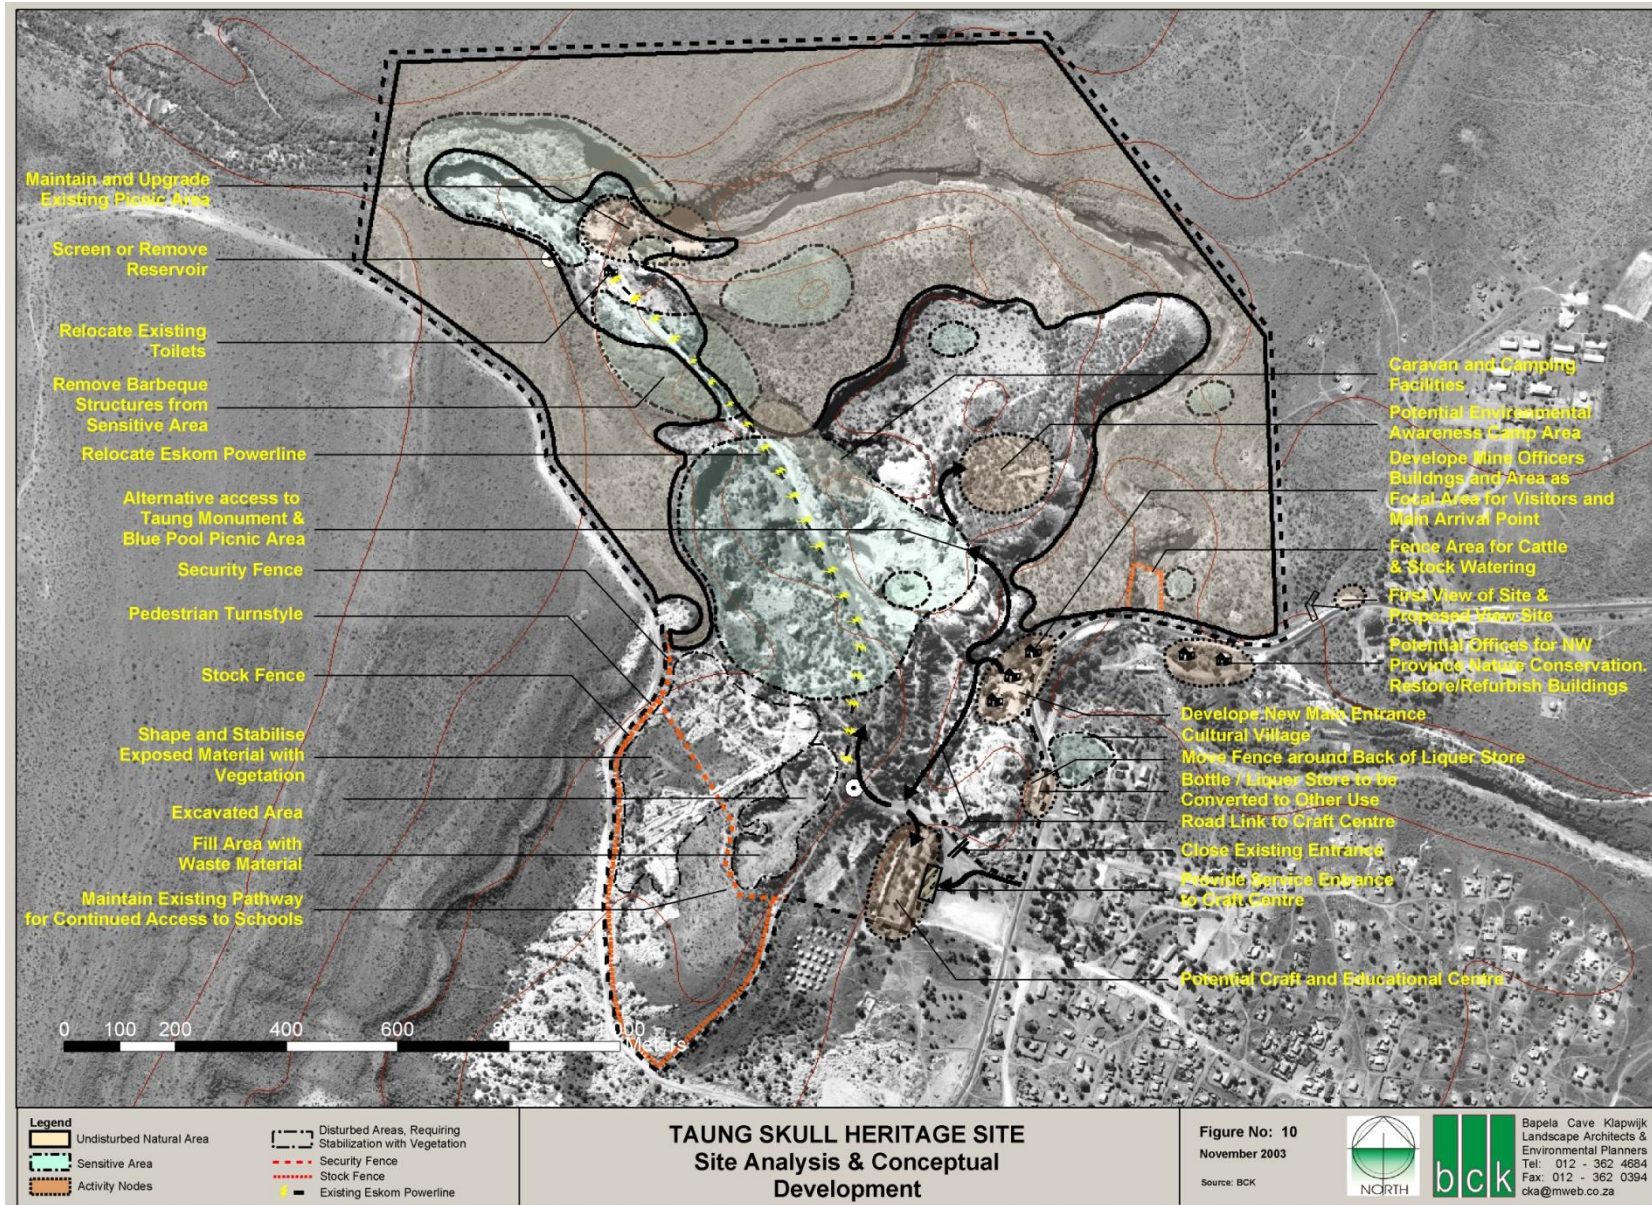 Maintain and Upgrade
Existing Picnic Area
Screen or Remove
Reservoir
Relocate Existing
Toilets
Remove Barbeque
Structures from
Sensitive Area
Relocate Eskom Powerline
Alternative access to
Taung Monument &
Blue Pool Picnic Area
Security Fence
Pedestrian Turnstyle
Stock Fence
Shape and Stabilise
Exposed Material with
Vegetation
Excavated Area
Fill Area with
Waste Material
Maintain Existing Pathway
for Continued Access to Schools
Caravan and Camping
Facilities
Potential Environmental
Awareness Camp Area
Develope Mine Officers
Buildngs and Area as
Focal Area for Visitors and
Main Arrival Point
Fence Area for Cattle
& Stock Watering
First View of Site &
Proposed View Site
Potential Offices for NW
Province Nature Conservation.
Restore/Refurbish Buildings
Develope New Main Entrance
Cultural Village
Move Fence around Back of Liquer Store
Bottle / Liquer Store to be
Converted to Other Use
Road Link to Craft Centre
Close Existing Entrance
Provide Service Entrance
to Craft Centre
Potential Craft and Educational Centre
0 100 200 400 600 800 1,000
Meters
Legend
Undisturbed Natural Area
Sensitive Area
Activity Nodes
Disturbed Areas, Requiring
Stabilization with Vegetation
Security Fence
Stock Fence
Existing Eskom Powerline
TAUNG SKULL HERITAGE SITE
Site Analysis & Conceptual
Development
Figure No: 10
November 2003
Source: BCK
NORTH
bck
Bapela Cave Klapwijk
Landscape Architects &
Environmental Planners
Tel: 012 - 362 4684
Fax: 012 - 362 0394
cka@mweb.co.za